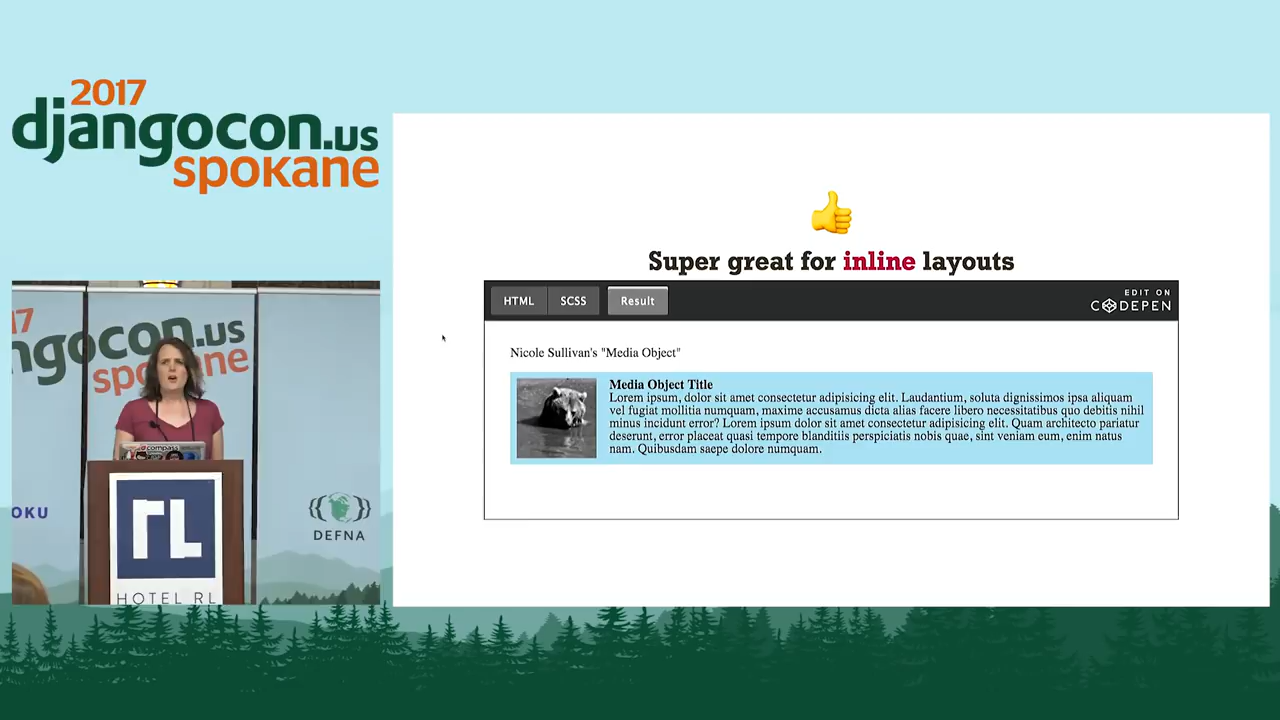 2017
djangocon.us
spokane
👍
Super great for inline layouts
HTML SCSS Result
EDIT ON
CODEPEN
Nicole Sullivan's "Media Object"
Media Object Title
Lorem ipsum, dolor sit amet consectetur adipisicing elit. Laudantium, soluta dignissimos ipsa aliquam
vel fugiat mollitia numquam, maxime accusamus dicta alias facere libero necessitatibus quo debitis nihil
minus incidunt error? Lorem ipsum dolor sit amet consectetur adipisicing elit. Quam architecto pariatur
deserunt, error placeat quasi tempore blanditiis perspiciatis nobis quae, sint veniam eum, enim natus
nam. Quibusdam saepe dolore numquam.
17
ngocon.us
spokane
compass
OKU
DEFNA
RL
HOTEL RL